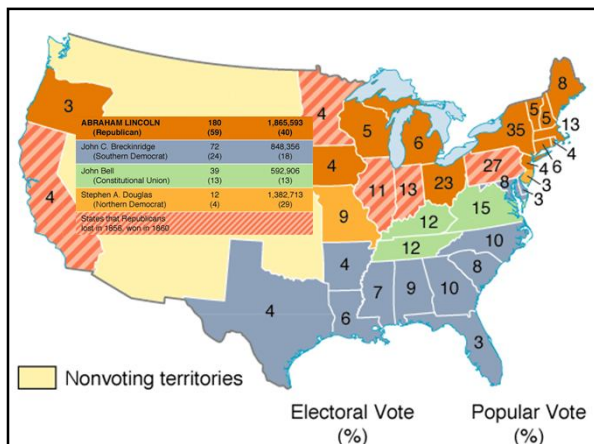 8
5 5
3
4
35
13
ABRAHAM LINCOLN 180 1,865,593
(Republican) (59) (40)
John C. Breckinridge 72 848,356
(Southern Democrat) (24) (18)
John Bell 39 592,906
(Constitutional Union) (13) (13)
Stephen A. Douglas 12 1,382,713
(Northern Democrat) (4) (29)
States that Republicans
lost in 1856, won in 1860
5 6
4
4 6
27
4
4 11 13 23 8 3
3
9 12 15
12 10
4 8
4 6 7 9 10
3
Nonvoting territories
Electoral Vote Popular Vote
(%) (%)